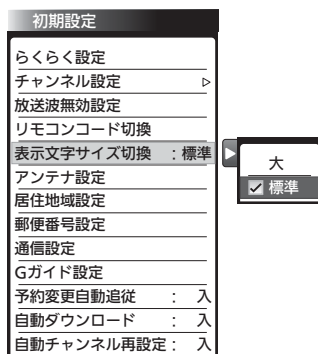 初期設定
らくらく設定
チャンネル設定
放送波無効設定
リモコンコード切換
表示文字サイズ切換 : 標準
アンテナ設定
居住地域設定
郵便番号設定
通信設定
Gガイド設定
予約変更自動追従 : 入
自動ダウンロード : 入
自動チャンネル再設定 : 入
大
標準